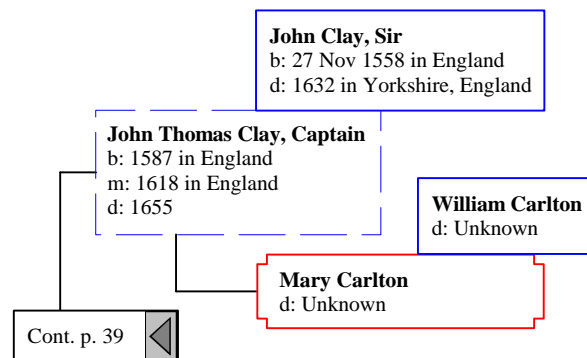 John Clay, Sir
b: 27 Nov 1558 in England
d: 1632 in Yorkshire, England
John Thomas Clay, Captain
b: 1587 in England
m: 1618 in England
d: 1655
William Carlton
d: Unknown
Mary Carlton
d: Unknown
Cont. p. 39